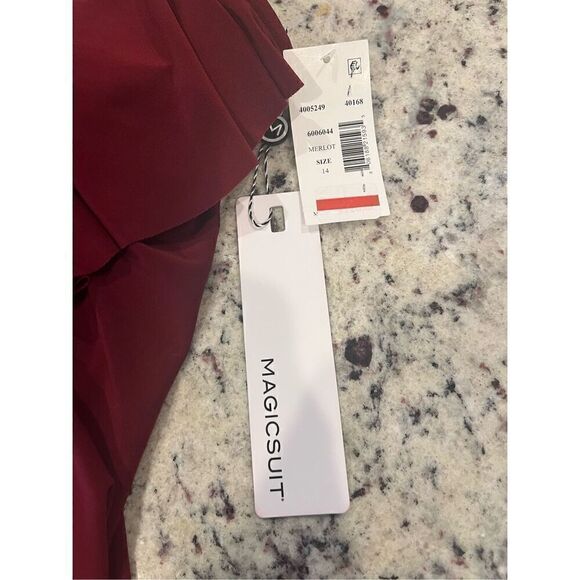 4005249 40168
6006044
MERLOT
SIZE
14
M
MAGICSUIT